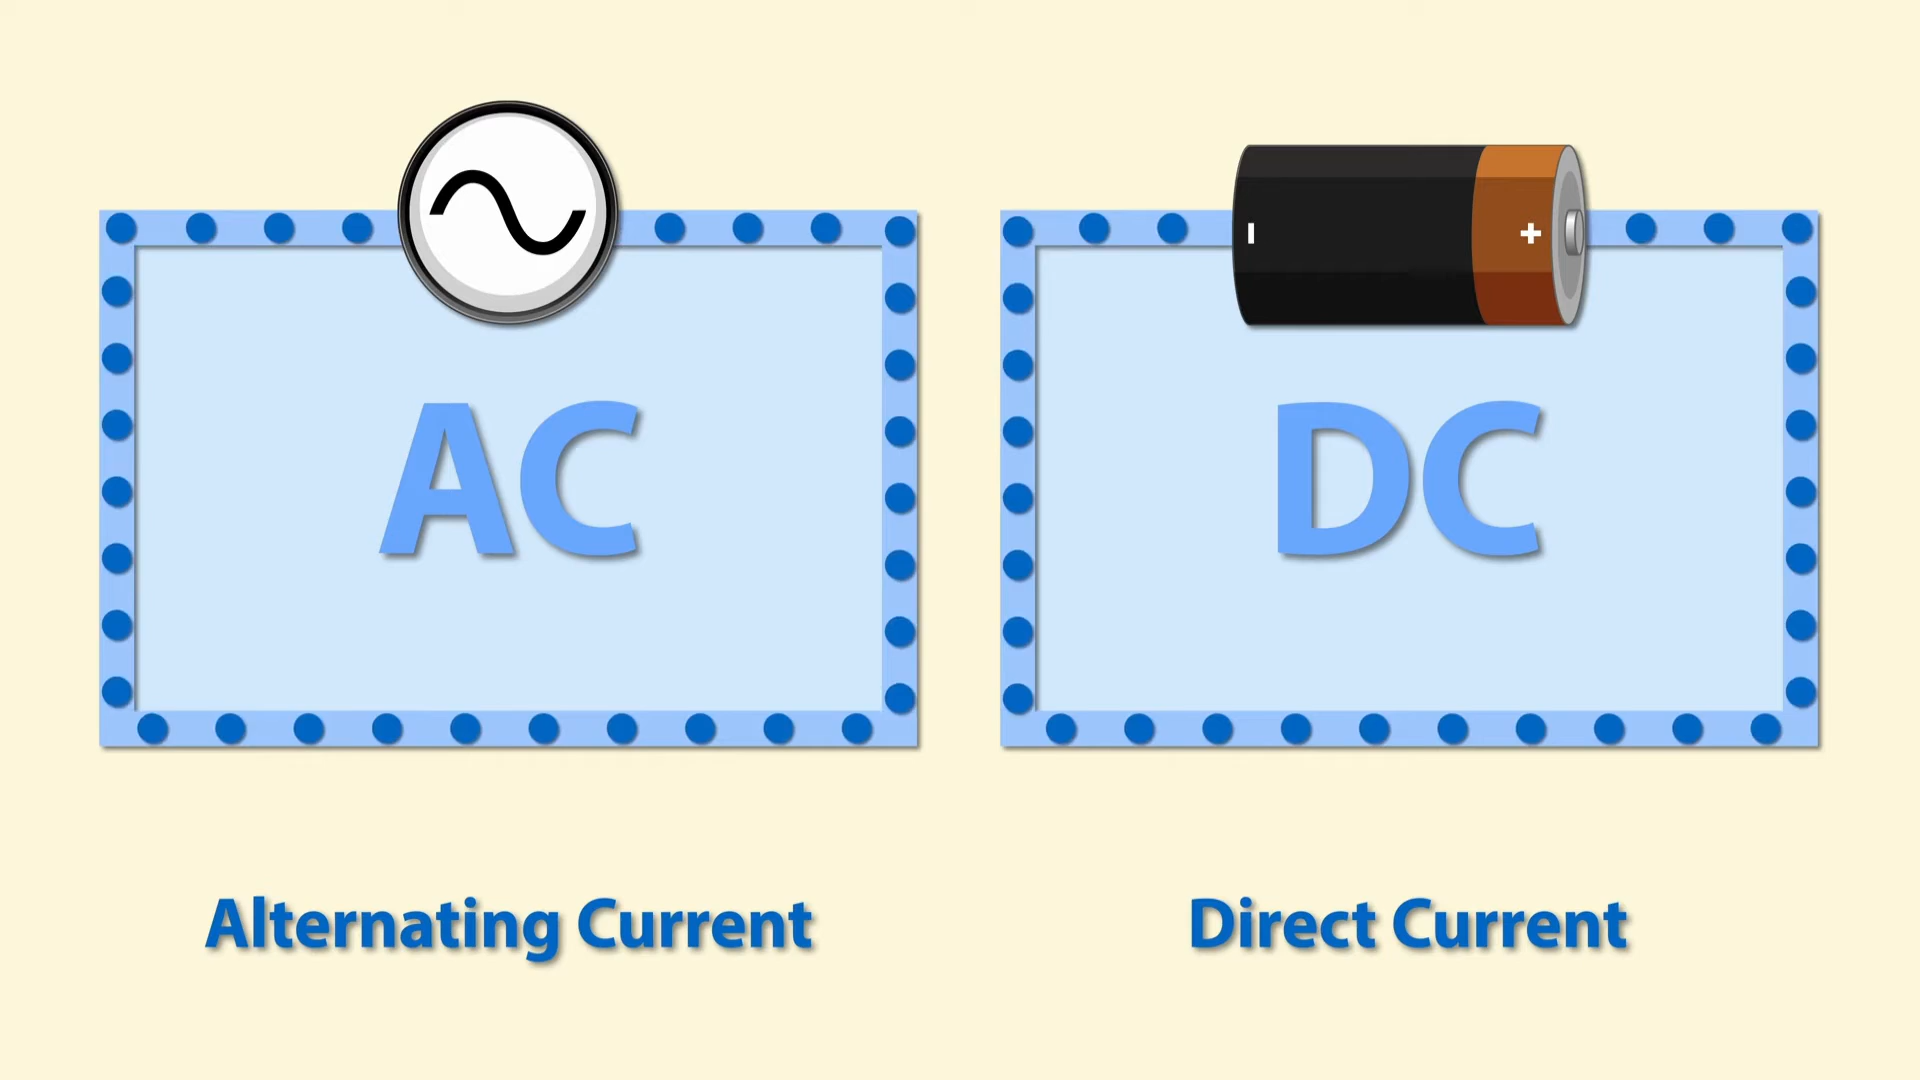 - +
AC
DC
Alternating Current
Direct Current